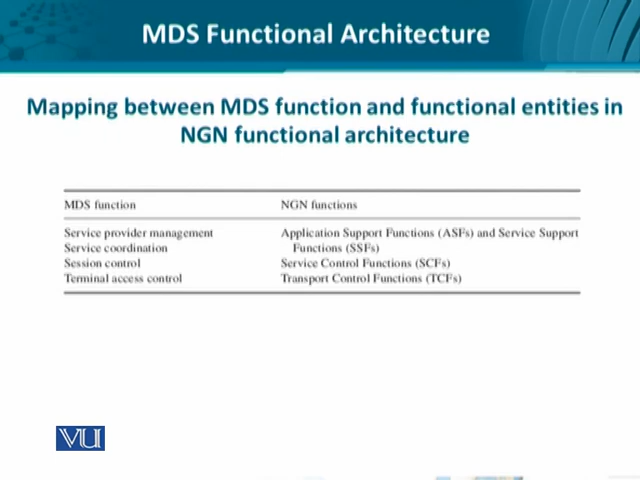 MDS Functional Architecture
Mapping between MDS function and functional entities in
NGN functional architecture
MDS function NGN functions
Service provider management Application Support Functions (ASFs) and Service Support
Service coordination Functions (SSFs)
Session control Service Control Functions (SCFs)
Terminal access control Transport Control Functions (TCFs)
VU